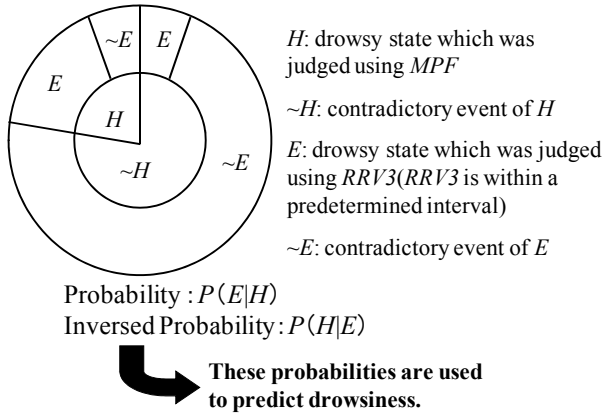 ~E
E
E
H
~H
~E
H: drowsy state which was
judged using MPF
~H: contradictory event of H
E: drowsy state which was judged
using RRV3(RRV3 is within a
predetermined interval)
~E: contradictory event of E
Probability : P(E|H)
Inversed Probability : P(H|E)
These probabilities are used
to predict drowsiness.